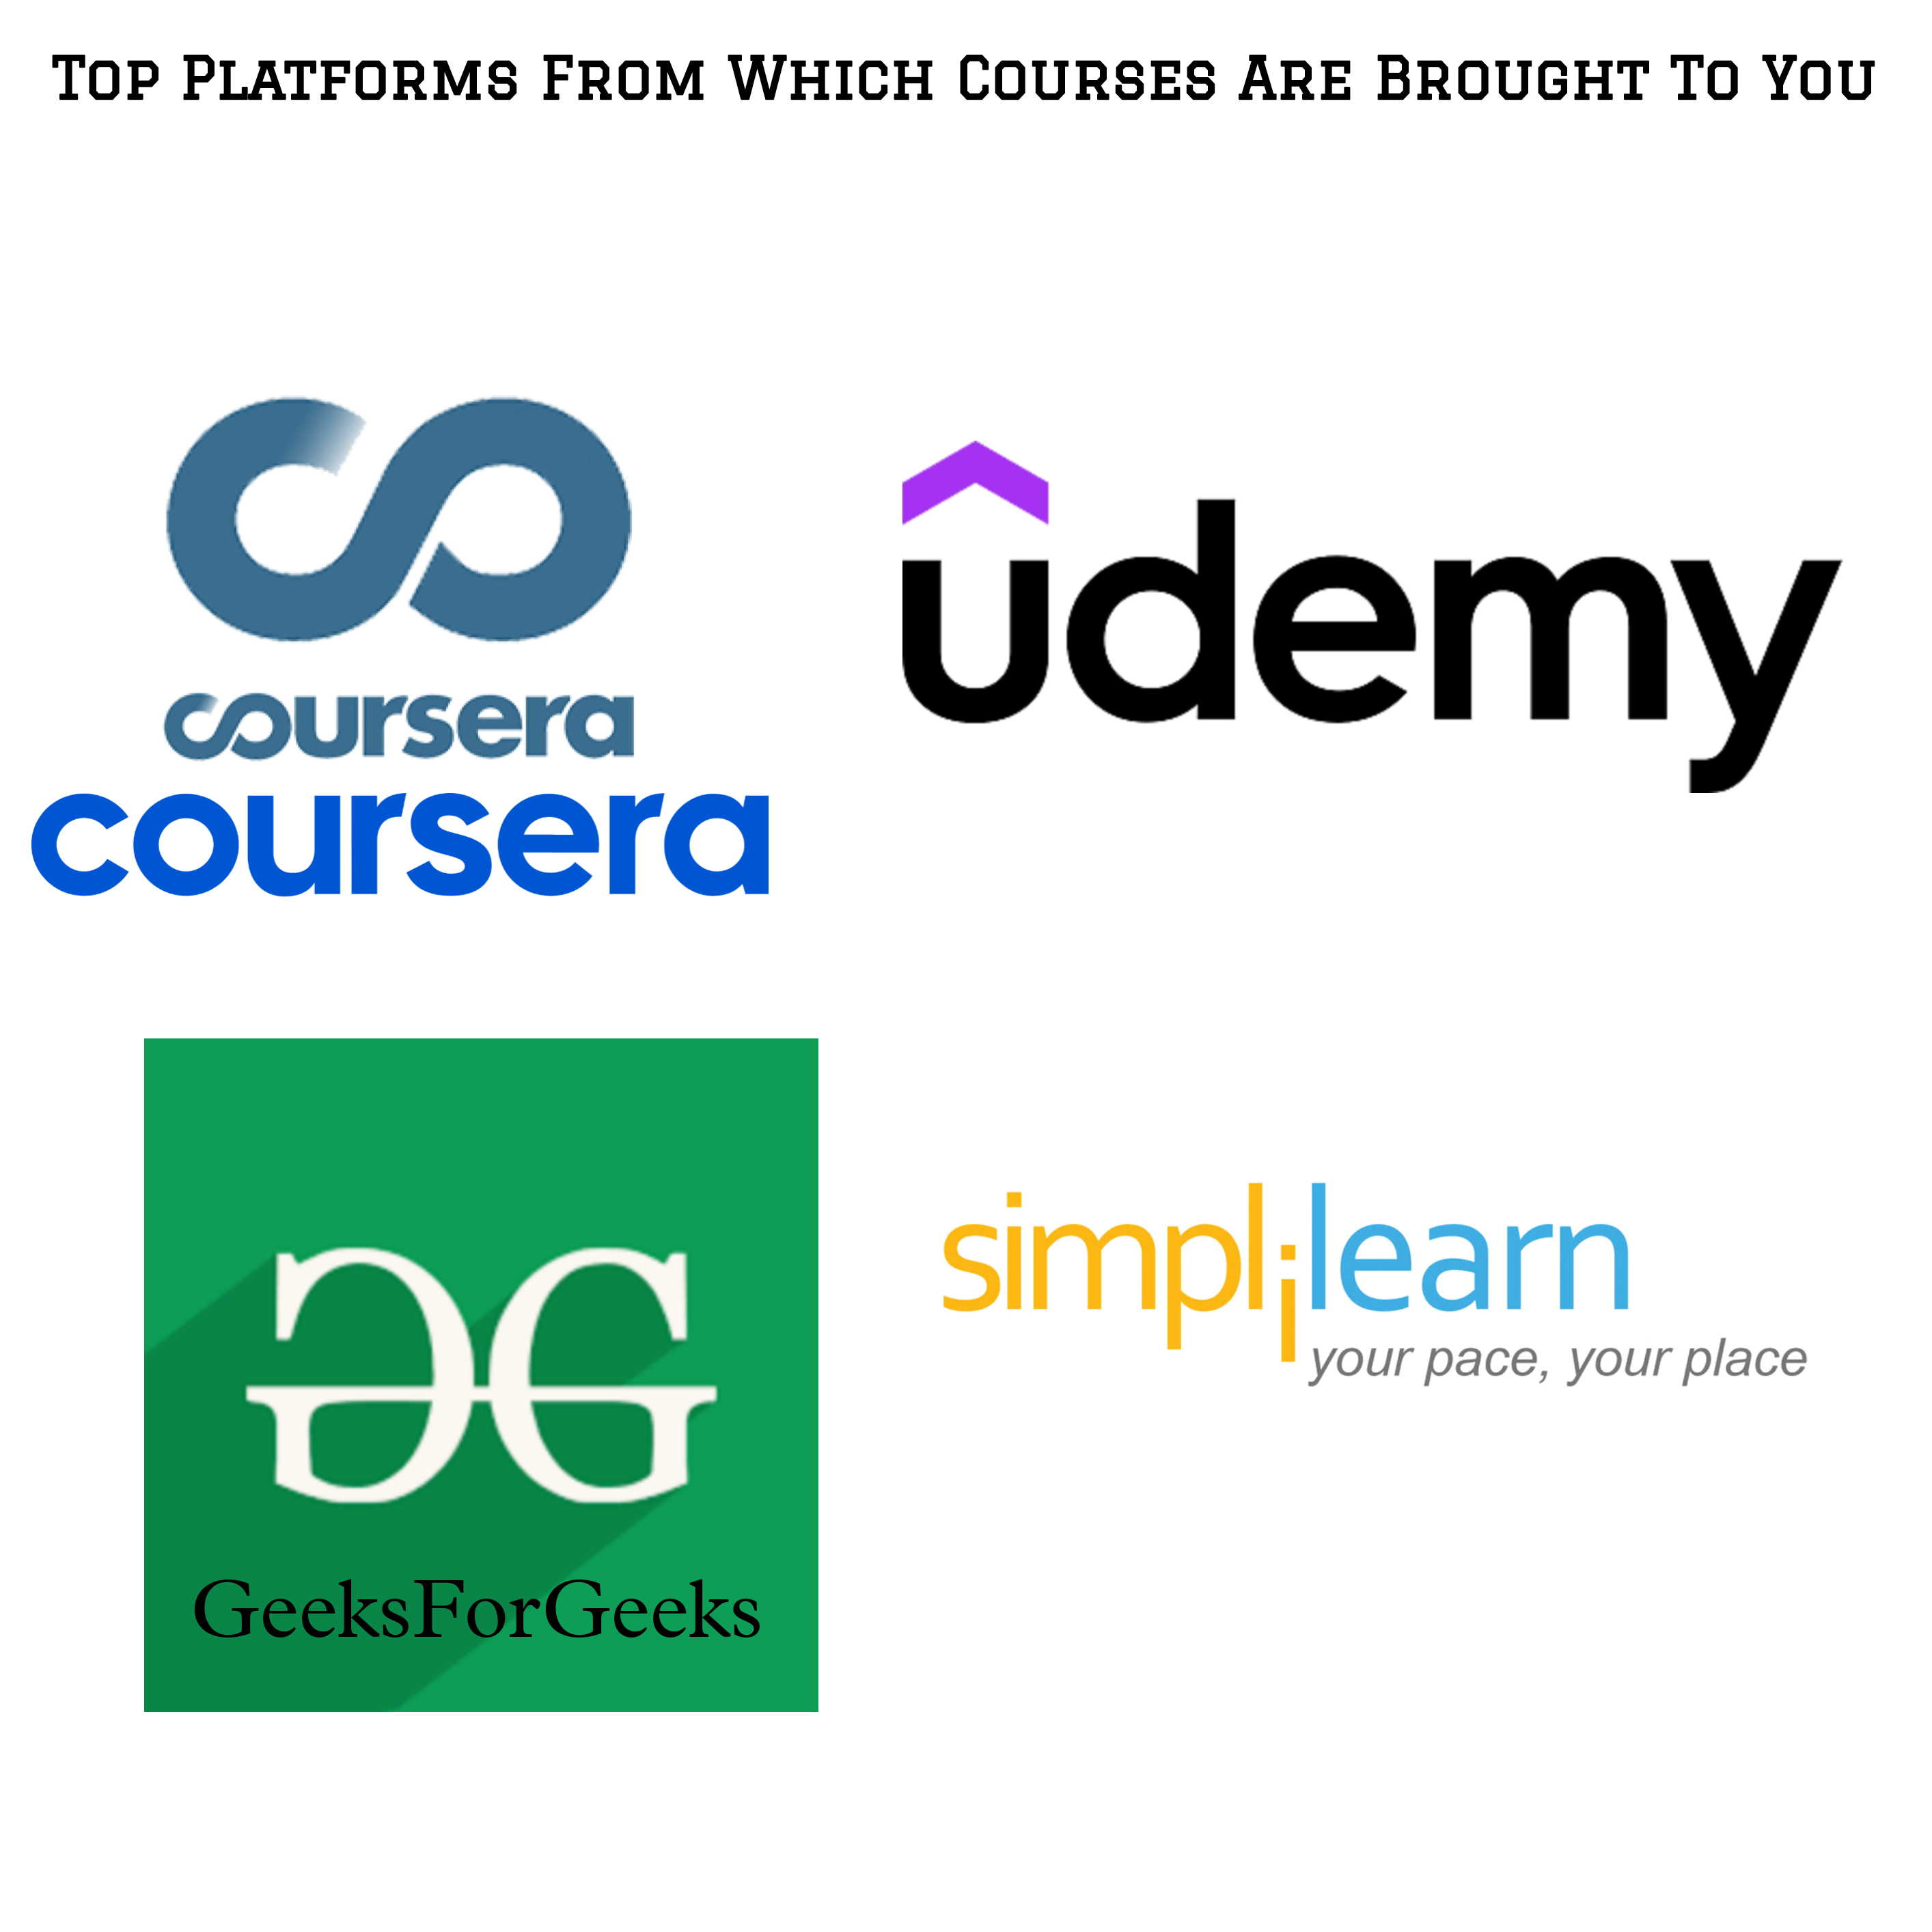 Top Platforms From Which Courses Are Brought To You
udemy
coursera
coursera
simplilearn
your pace, your place
GeeksForGeeks